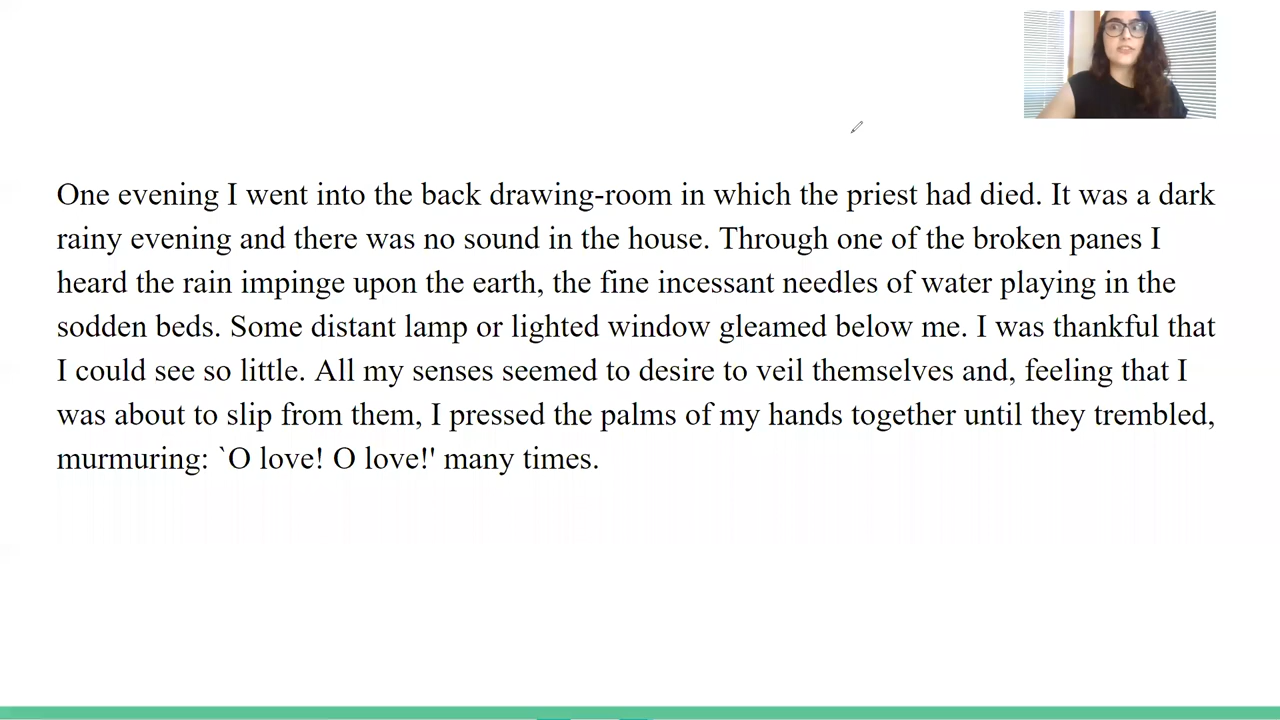 One evening I went into the back drawing-room in which the priest had died. It was a dark
rainy evening and there was no sound in the house. Through one of the broken panes I
heard the rain impinge upon the earth, the fine incessant needles of water playing in the
sodden beds. Some distant lamp or lighted window gleamed below me. I was thankful that
I could see so little. All my senses seemed to desire to veil themselves and, feeling that I
was about to slip from them, I pressed the palms of my hands together until they trembled,
murmuring: `O love! O love!' many times.